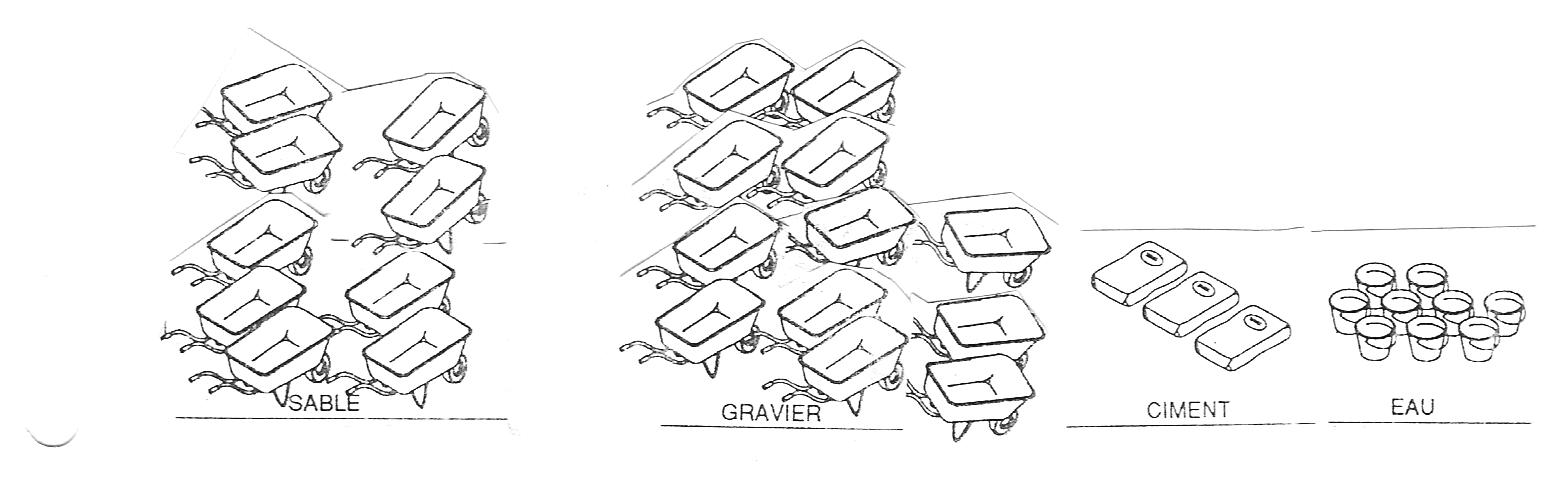 SABLE
GRAVIER
CIMENT
EAU